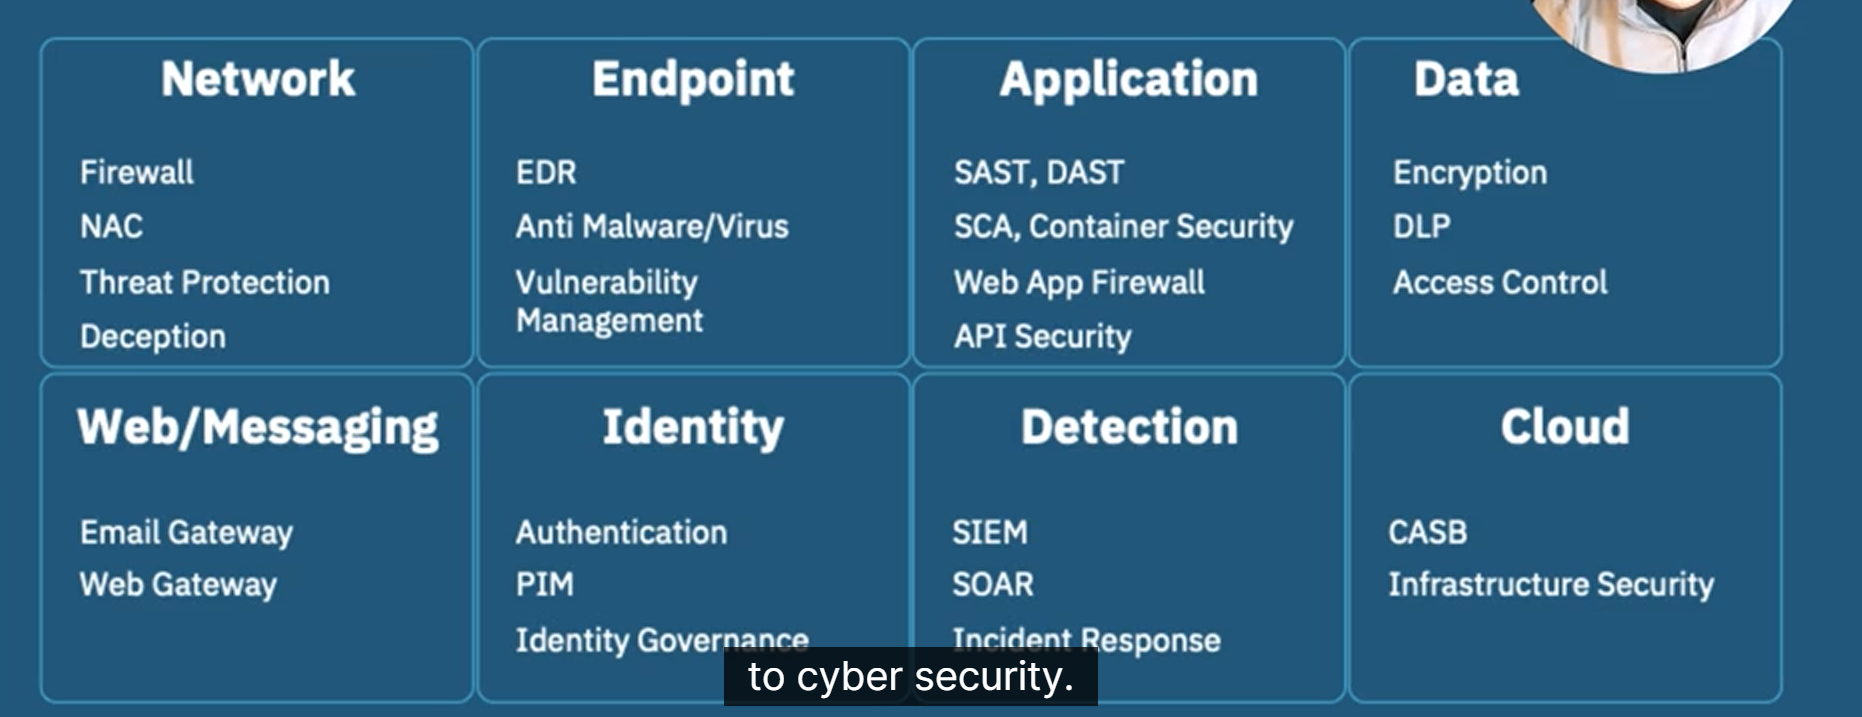 Network
Firewall
NAC
Threat Protection
Deception
Endpoint
EDR
Anti Malware/Virus
Vulnerability
Management
Application
SAST, DAST
SCA, Container Security
Web App Firewall
API Security
Data
Encryption
DLP
Access Control
Web/Messaging
Email Gateway
Web Gateway
Identity
Authentication
PIM
Identity Governance
Detection
SIEM
SOAR
Incident Response
Cloud
CASB
Infrastructure Security
to cyber security.